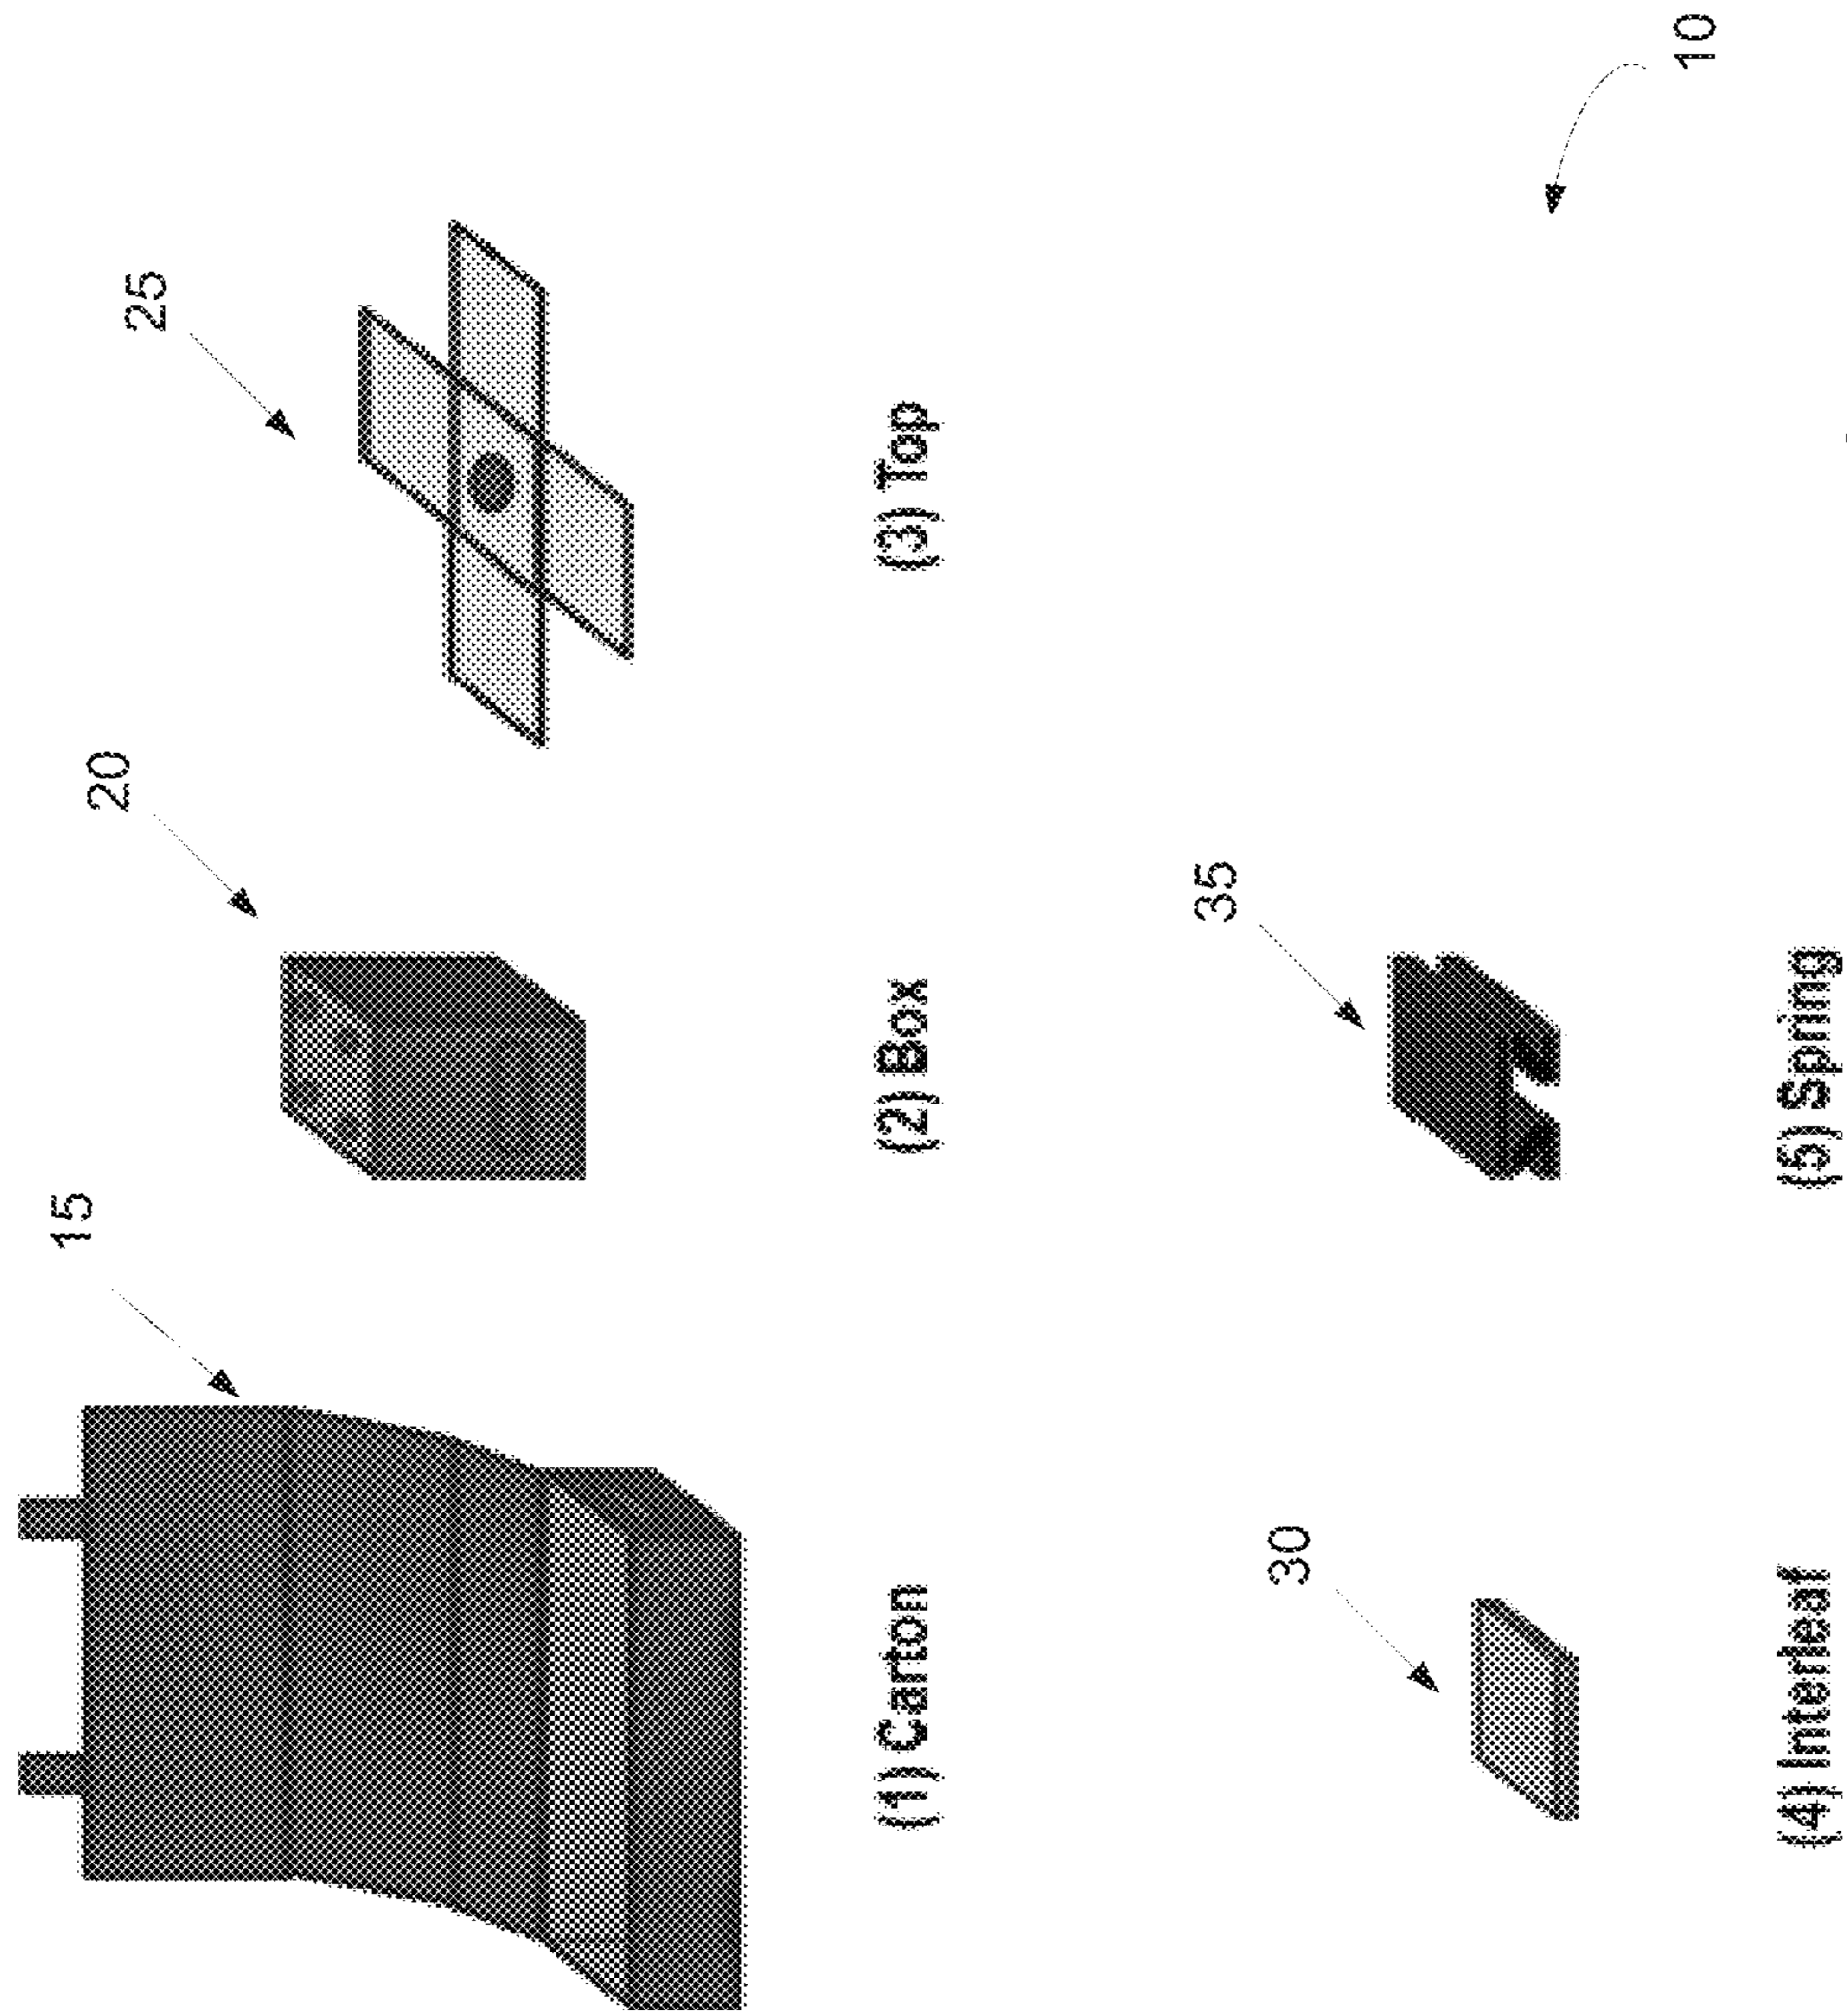 15
20
25
(1) Carton
(2) Box
(3) Top
30
35
(4) Interleaf
(5) Spring
10